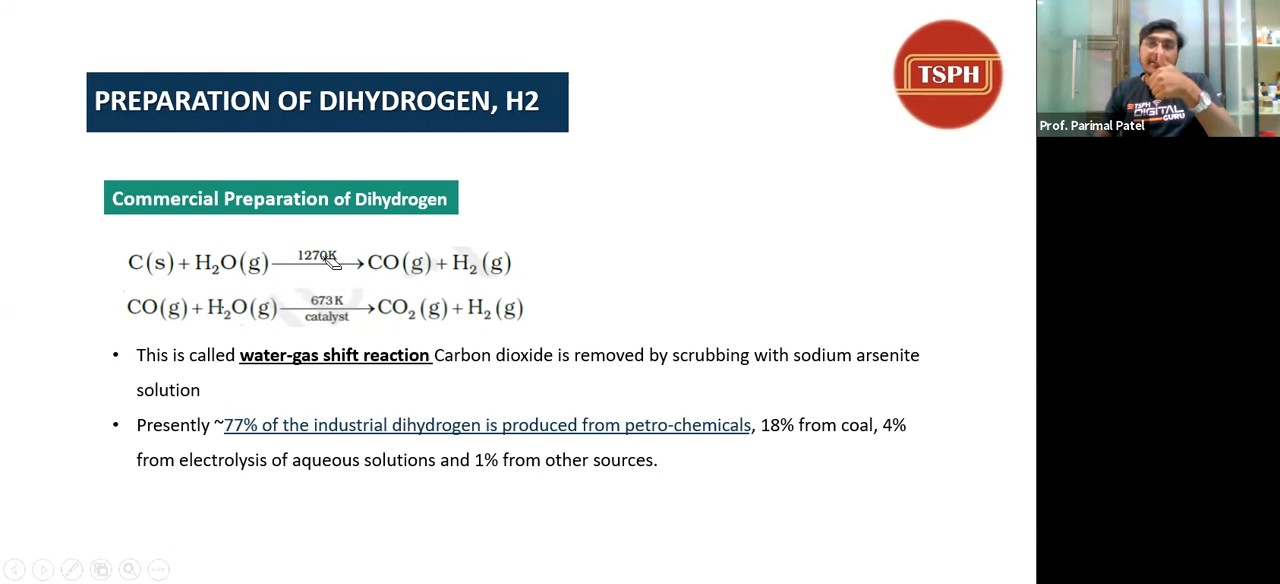 PREPARATION OF DIHYDROGEN, H2
TSPH
TSPH
DIGITAL
GURU
Prof. Parimal Patel
Commercial Preparation of Dihydrogen
C(s) + H₂O(g) ⟶ 1270K CO(g) + H₂(g)
CO(g) + H₂O(g) ⟶ 673 K catalyst CO₂(g) + H₂(g)
• This is called water-gas shift reaction Carbon dioxide is removed by scrubbing with sodium arsenite
solution
• Presently ~77% of the industrial dihydrogen is produced from petro-chemicals, 18% from coal, 4%
from electrolysis of aqueous solutions and 1% from other sources.